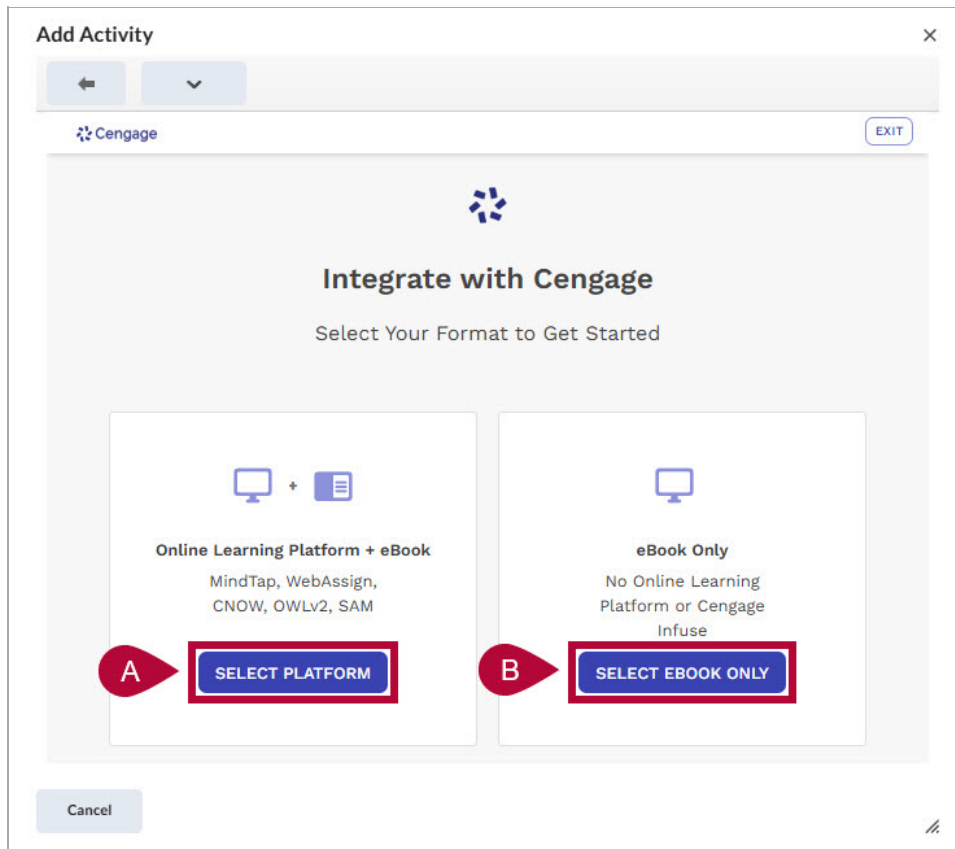 Add Activity
Cengage
EXIT
Integrate with Cengage
Select Your Format to Get Started
+
Online Learning Platform + eBook
MindTap, WebAssign,
CNOW, OWLv2, SAM
A
SELECT PLATFORM
eBook Only
No Online Learning
Platform or Cengage
Infuse
B
SELECT EBOOK ONLY
Cancel